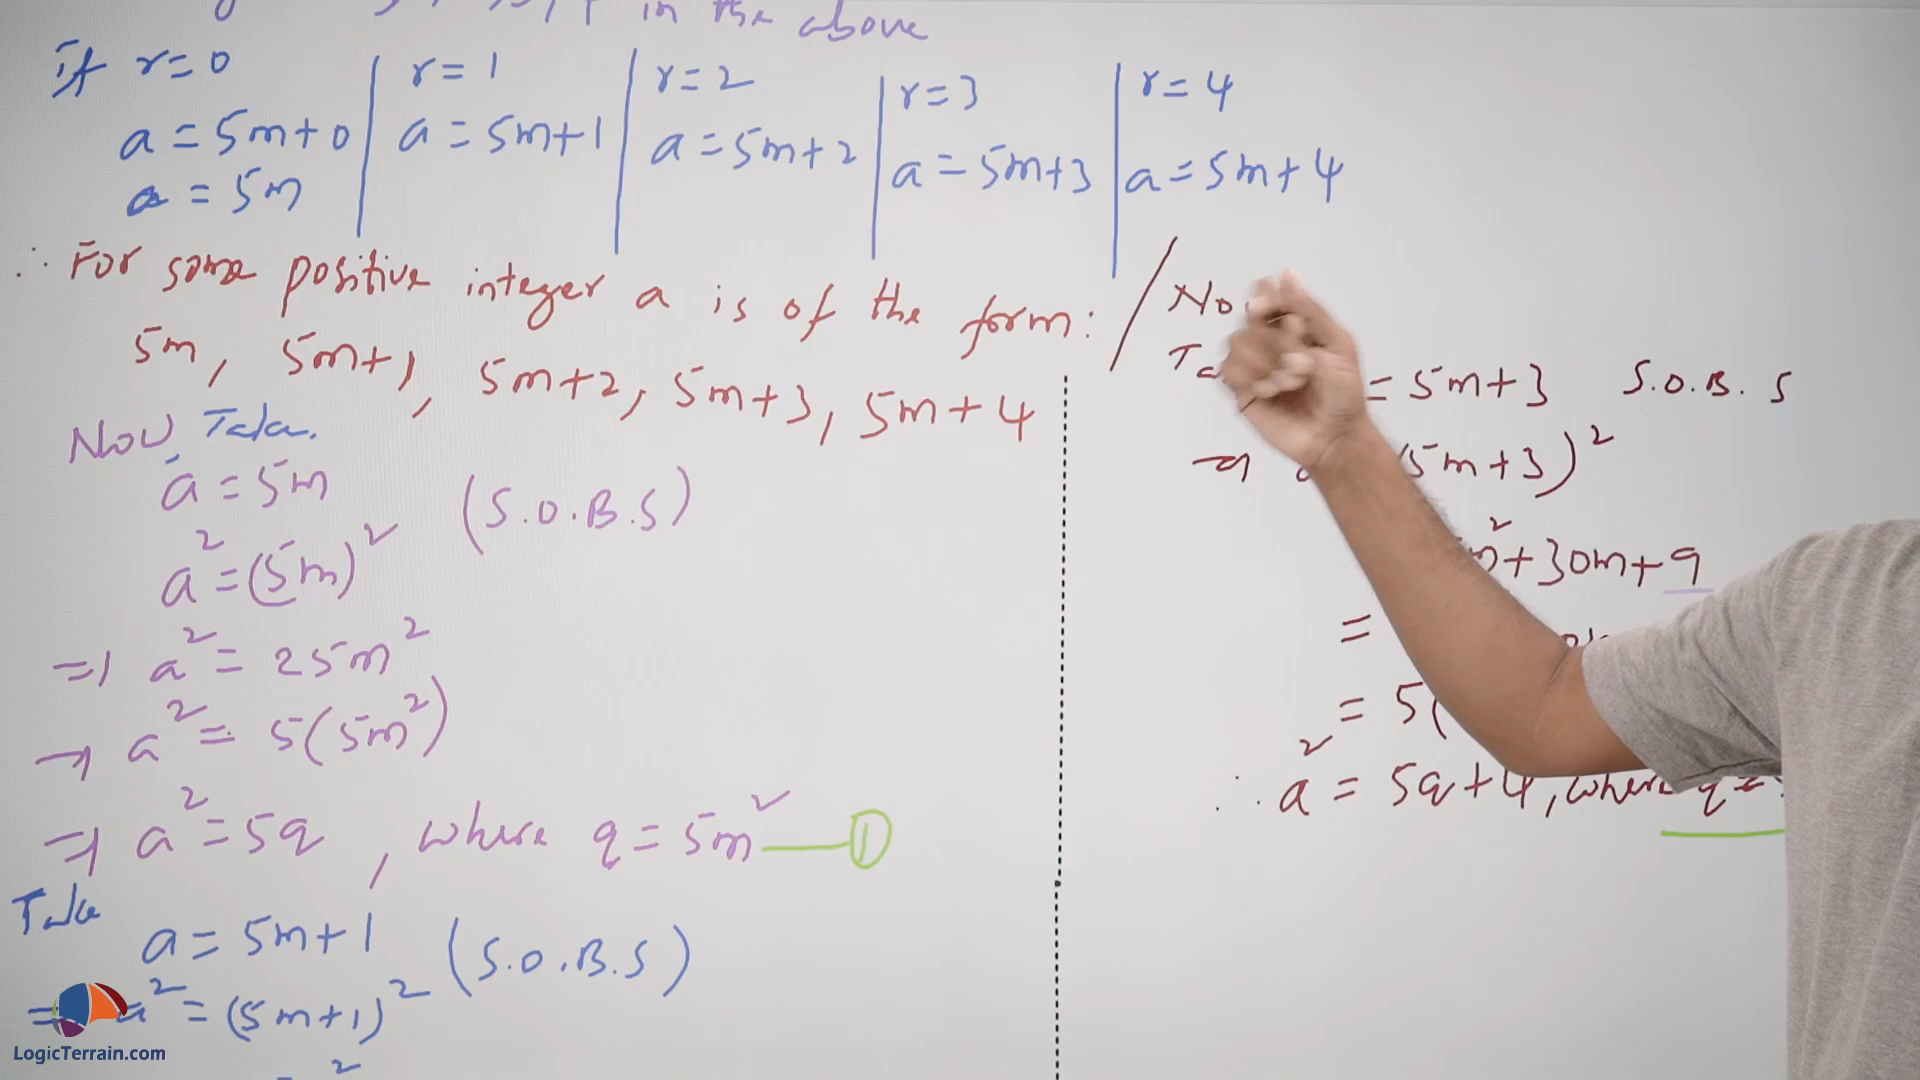 in the above
if r=0
a=5m+0
a=5m
r=1
a=5m+1
r=2
a=5m+2
r=3
a=5m+3
r=4
a=5m+4
∴ For some positive integer a is of the form:
5m, 5m+1, 5m+2, 5m+3, 5m+4
Now, Take.
a=5m
a²=(5m)² (S.O.B.S)
⇒ a²=25m²
→ a²=5(5m²)
⇒ a²=5q, where q=5m² ①
Take
a=5m+1 (S.O.B.S)
a²=(5m+1)²
=5m+3 S.O.B.S
(5m+3)²
m²+30m+9
=
=5(
∴ a²=5q+4, where q=
LogicTerrain.com